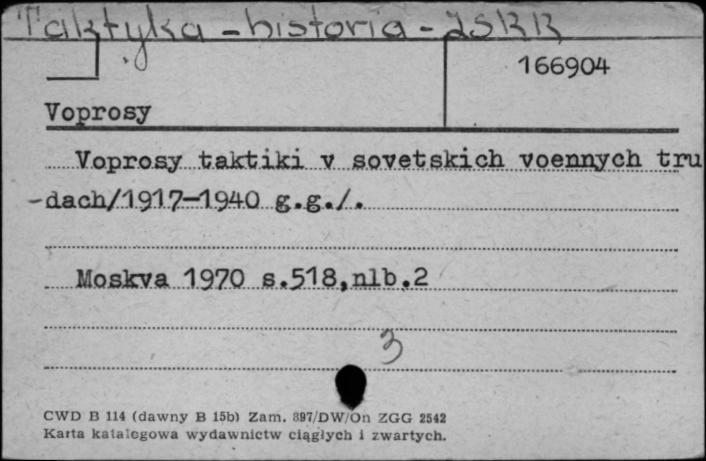 Taktyka - historia - ZSRR
166904
Voprosy
Voprosy taktiki v sovetskich voennych tru
-dach/1917-1940 g.g./.
Moskva 1970 s.518,nlb.2
3
CWD B 114 (dawny B 15b) Zam. 897/DW/On ZGG 2542
Karta katalogowa wydawnictw ciągłych i zwartych.